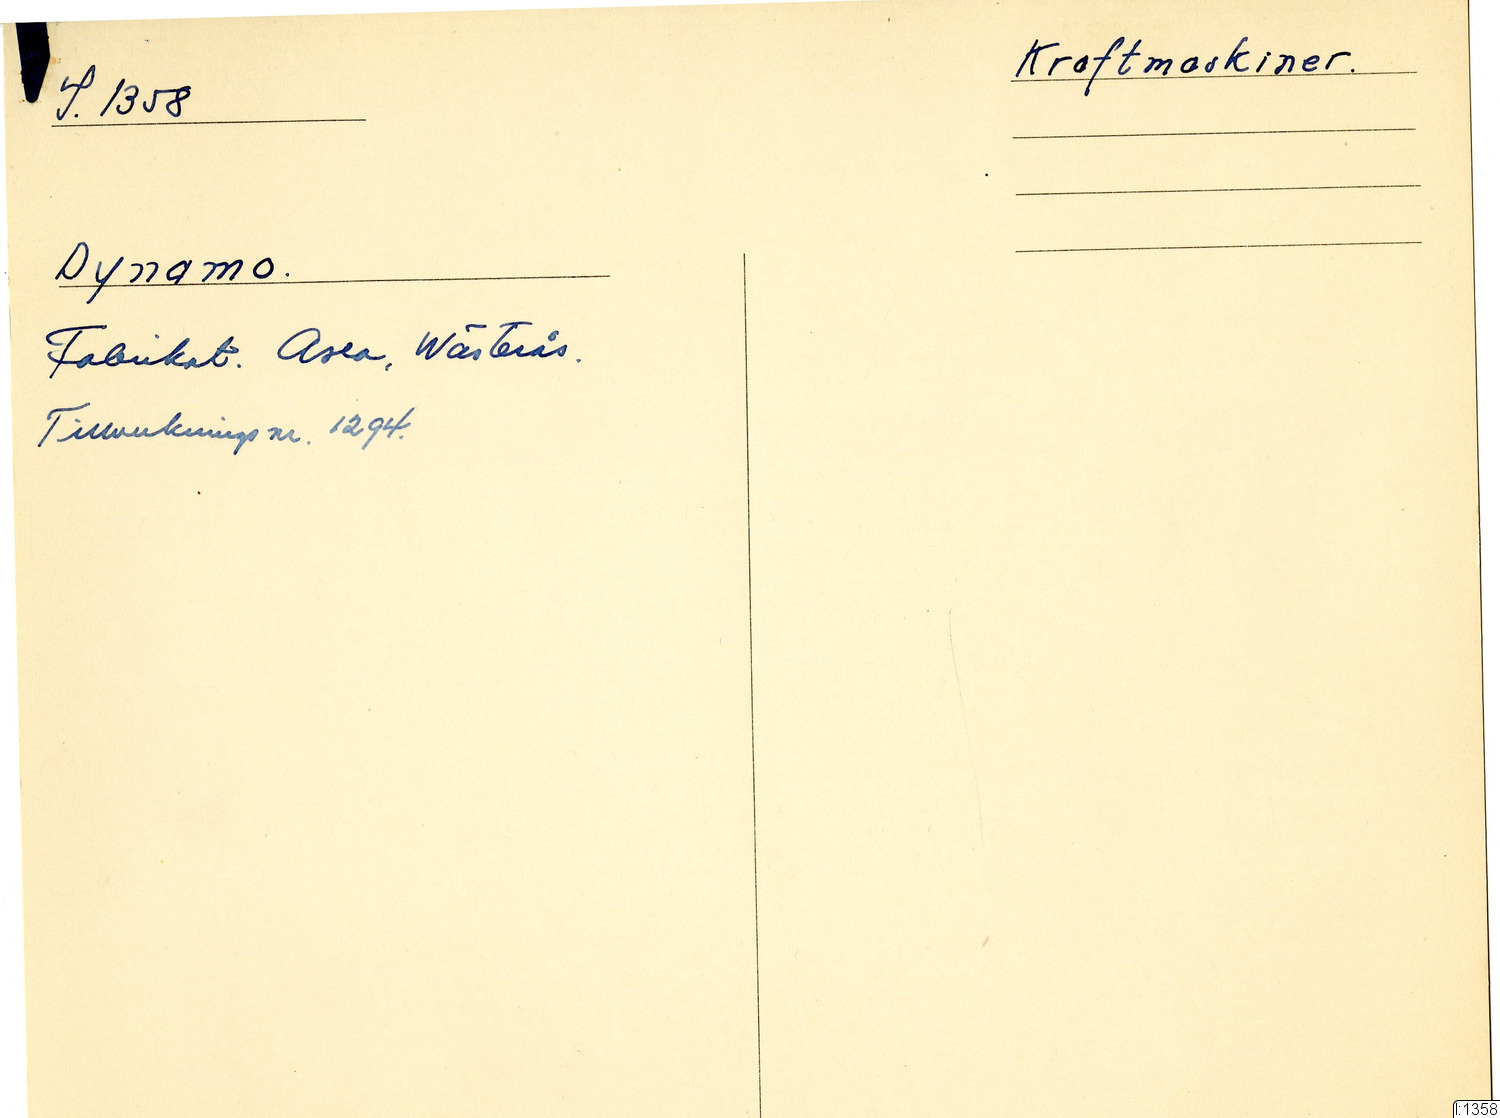 I. 1358
Kraftmaskiner.
Dynamo.
Fabrikat. Asea, Wästerås.
Tillverkningsnr. 1294.
I:1358